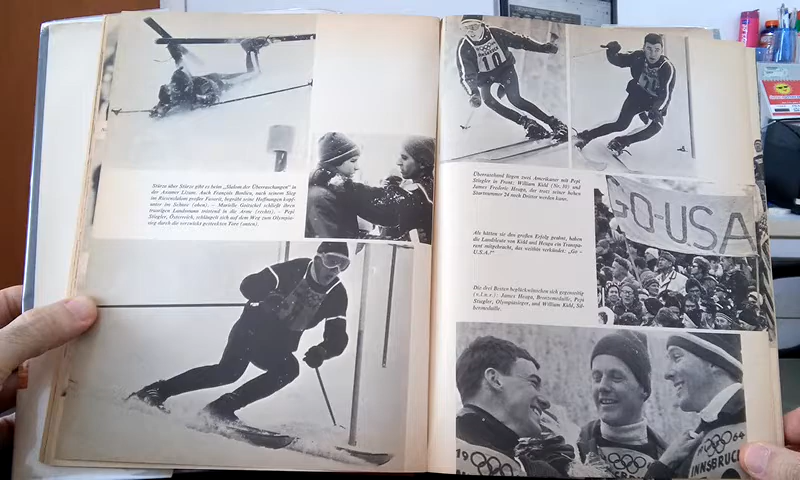 Stürze über Stürze gibt es beim „Slalom der Überraschungen" in
der Axamer Lizum. Auch François Bonlieu, nach seinem Sieg
im Riesenslalom großer Favorit, begräbt seine Hoffnungen kopf-
unter im Schnee (oben). – Marielle Goitschel schließt ihren
traurigen Landsmann tröstend in die Arme (rechts). – Pepi
Stiegler, Österreich, schlängelt sich auf dem Weg zum Olympia-
sieg durch die verzwickt gesteckten Tore (unten).
10
Überraschend liegen zwei Amerikaner mit Pepi
Stiegler in Front: William Kidd (Nr. 10) und
James Frederic Heuga, der trotz seiner hohen
Startnummer 24 noch Dritter werden kann.
GO-USA
Als hätten sie den großen Erfolg geahnt, haben
die Landsleute von Kidd und Heuga ein Transpa-
rent mitgebracht, das weithin verkündet: „Go –
U.S.A.!"
Die drei Besten beglückwünschen sich gegenseitig
(v.l.n.r.): James Heuga, Bronzemedaille, Pepi
Stiegler, Olympiasieger, und William Kidd, Sil-
bermedaille.
64
INNSBRUCK